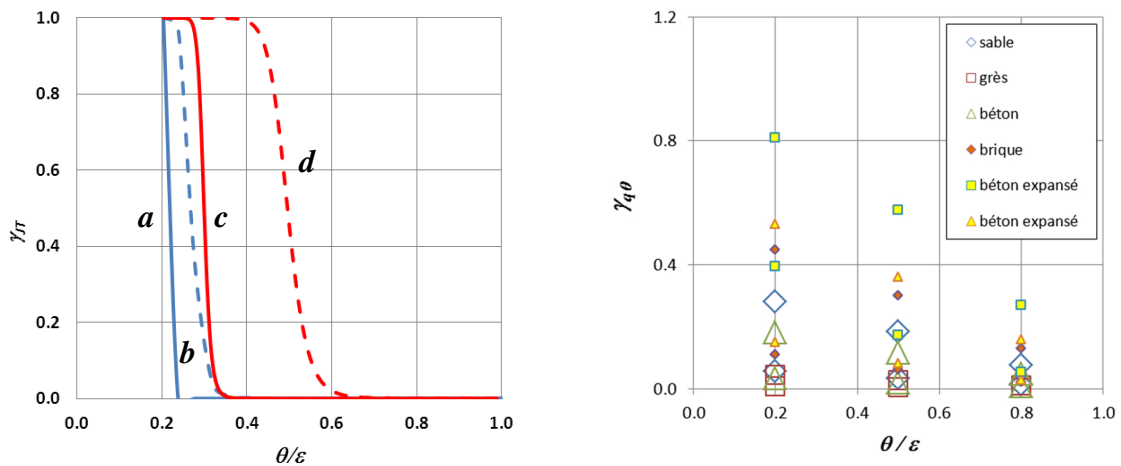 1.0
0.8
0.6
0.4
0.2
0.0
γJT
a
b
c
d
0.0 0.2 0.4 0.6 0.8 1.0
θ/ε
1.2
0.8
0.4
0.0
γqθ
sable
grès
béton
brique
béton expansé
béton expansé
0.0 0.2 0.4 0.6 0.8 1.0
θ / ε